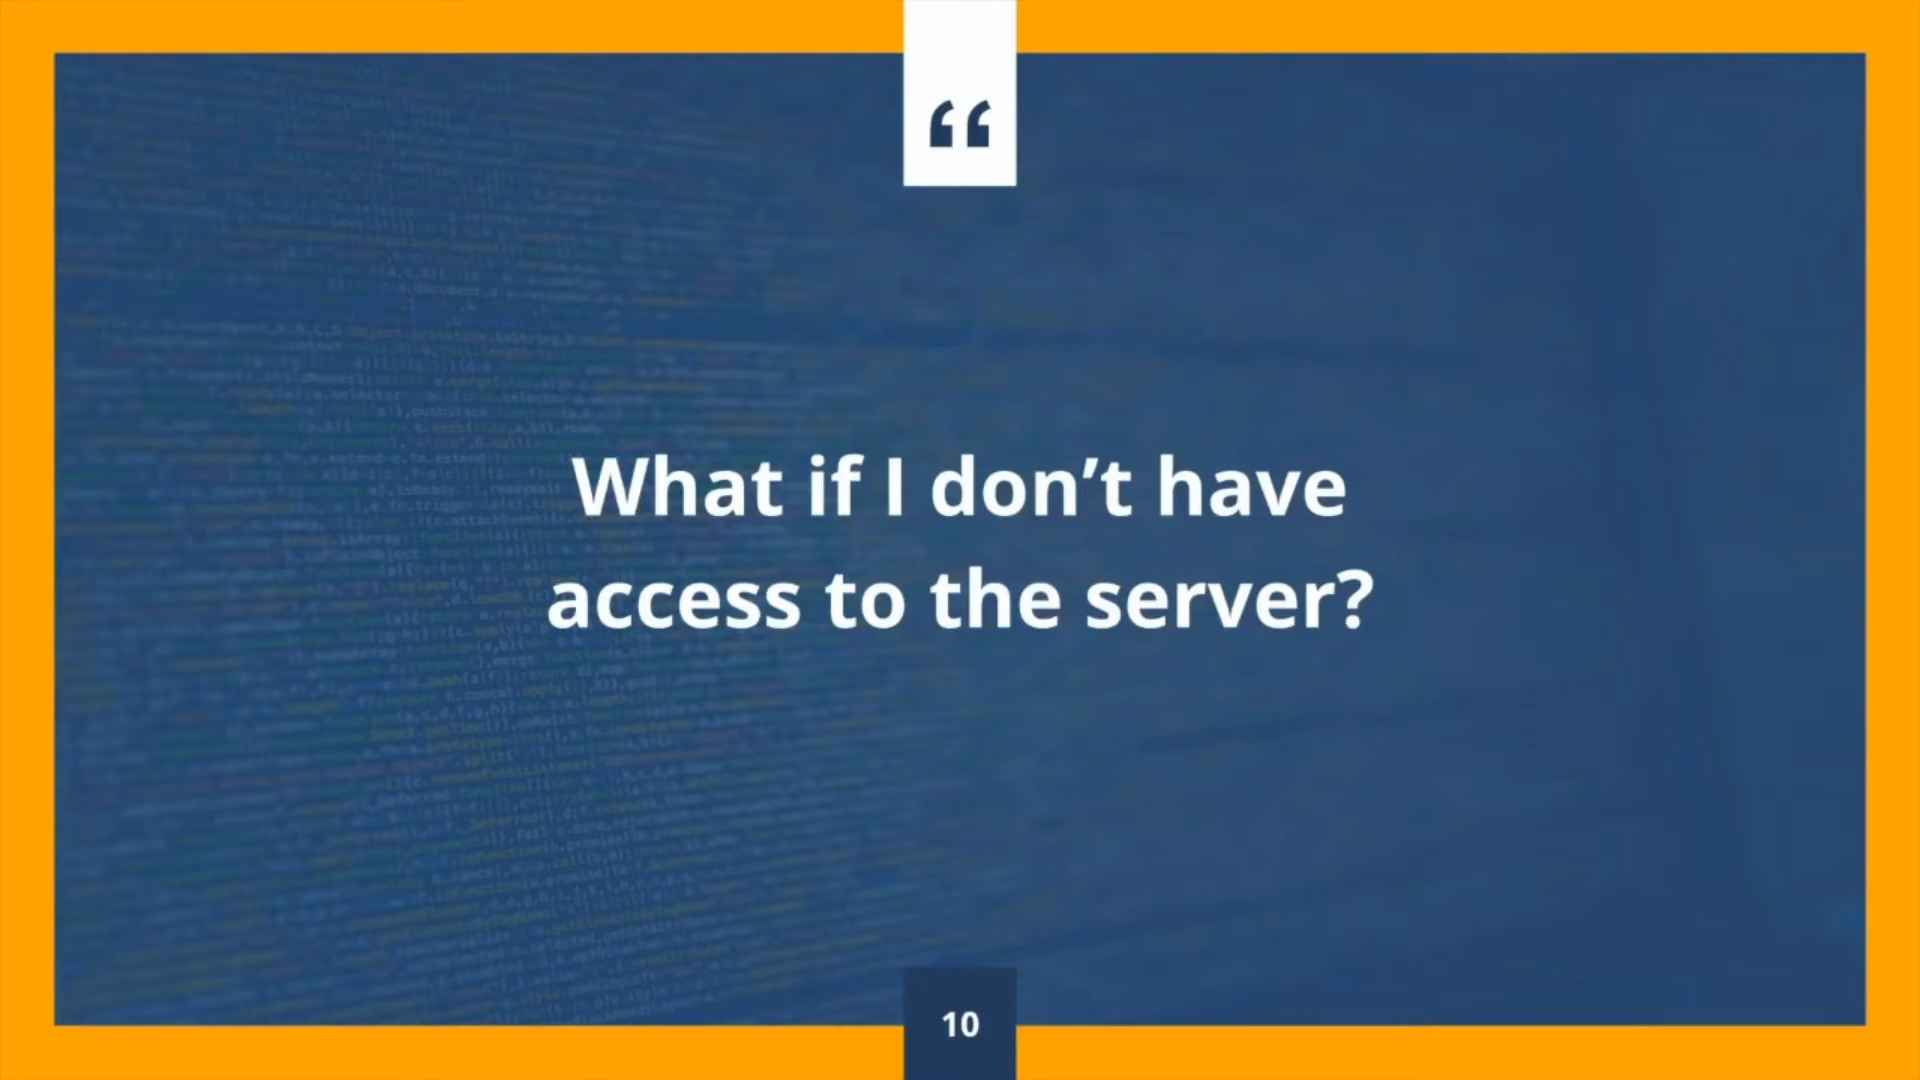 “
What if I don’t have
access to the server?
10